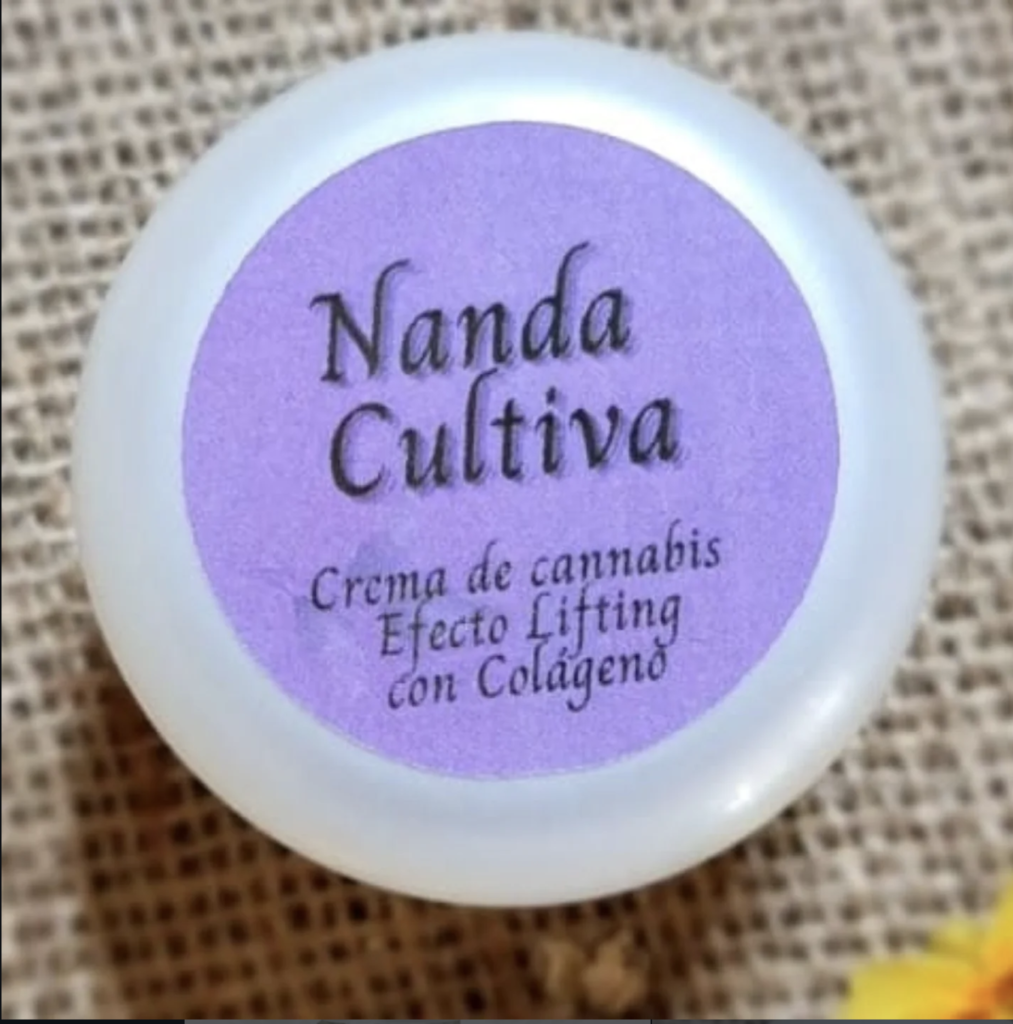 Nanda
Cultiva
Crema de cannabis
Efecto Lifting
con Colágeno